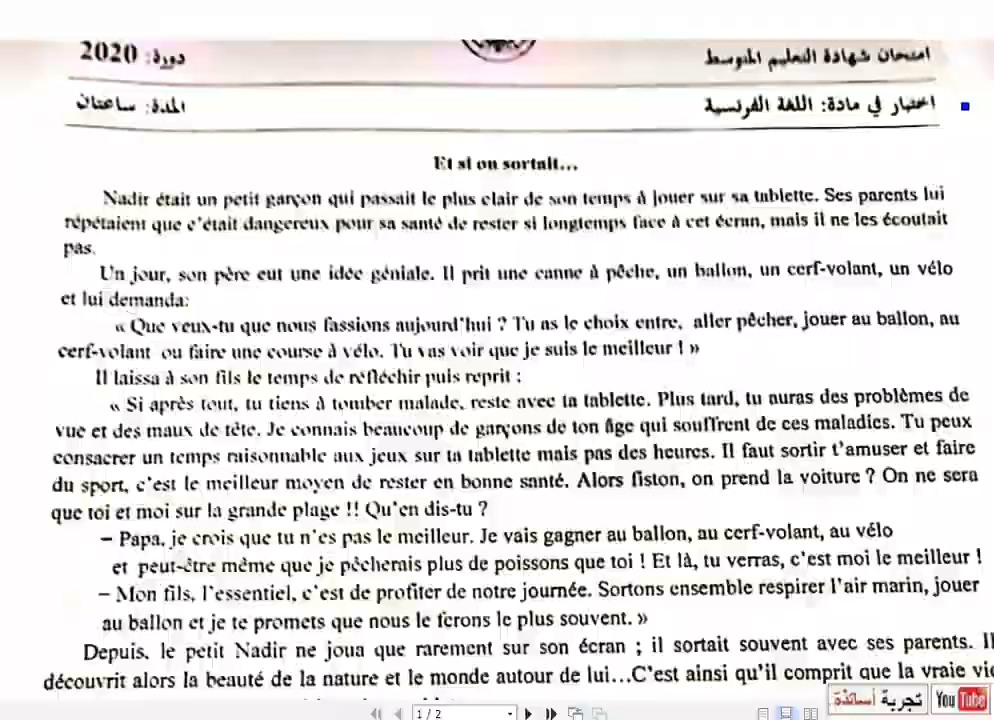 امتحان شهادة التعليم المتوسط دورة: 2020
اختبار في مادة: اللغة الفرنسية المدة: ساعتان
Et si on sortait...
Nadir était un petit garçon qui passait le plus clair de son temps à jouer sur sa tablette. Ses parents lui
répétaient que c'était dangereux pour sa santé de rester si longtemps face à cet écran, mais il ne les écoutait
pas.
Un jour, son père eut une idée géniale. Il prit une canne à pêche, un ballon, un cerf-volant, un vélo
et lui demanda:
« Que veux-tu que nous fassions aujourd'hui ? Tu as le choix entre, aller pêcher, jouer au ballon, au
cerf-volant ou faire une course à vélo. Tu vas voir que je suis le meilleur ! »
Il laissa à son fils le temps de réfléchir puis reprit :
« Si après tout, tu tiens à tomber malade, reste avec ta tablette. Plus tard, tu auras des problèmes de
vue et des maux de tête. Je connais beaucoup de garçons de ton âge qui souffrent de ces maladies. Tu peux
consacrer un temps raisonnable aux jeux sur ta tablette mais pas des heures. Il faut sortir t'amuser et faire
du sport, c'est le meilleur moyen de rester en bonne santé. Alors fiston, on prend la voiture ? On ne sera
que toi et moi sur la grande plage !! Qu'en dis-tu ?
– Papa, je crois que tu n'es pas le meilleur. Je vais gagner au ballon, au cerf-volant, au vélo
et peut-être même que je pêcherais plus de poissons que toi ! Et là, tu verras, c'est moi le meilleur !
– Mon fils, l'essentiel, c'est de profiter de notre journée. Sortons ensemble respirer l'air marin, jouer
au ballon et je te promets que nous le ferons le plus souvent. »
Depuis, le petit Nadir ne joua que rarement sur son écran ; il sortait souvent avec ses parents. Il
découvrit alors la beauté de la nature et le monde autour de lui...C'est ainsi qu'il comprit que la vraie vie
تجربة أساتذة YouTube
1 / 2